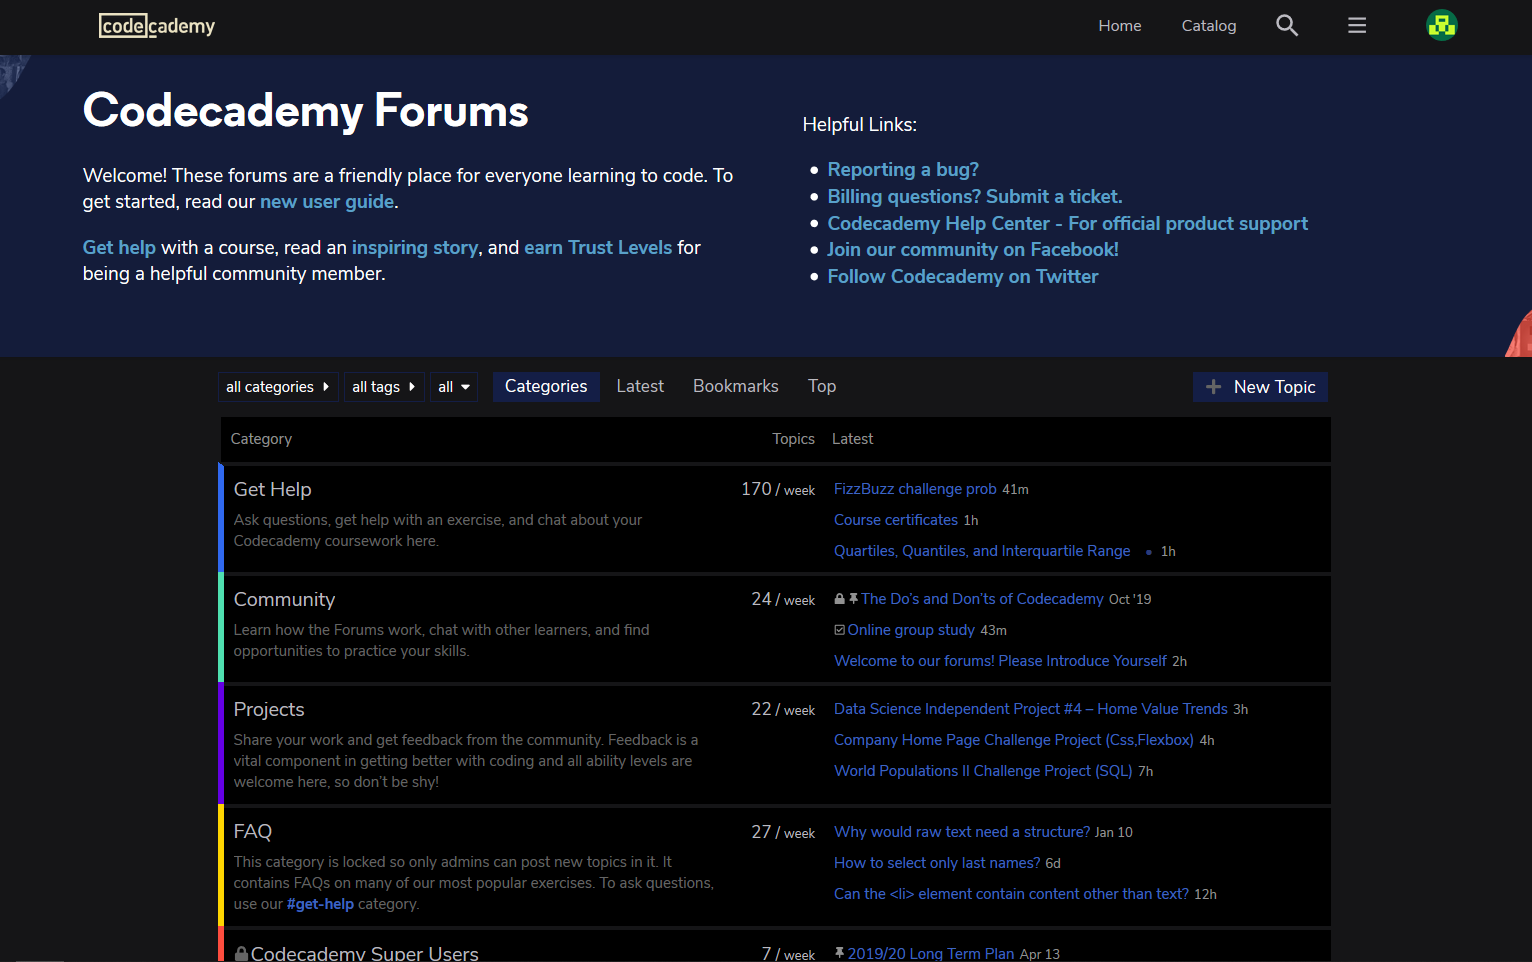 codecademy
Home Catalog
Codecademy Forums
Welcome! These forums are a friendly place for everyone learning to code. To
get started, read our new user guide.
Get help with a course, read an inspiring story, and earn Trust Levels for
being a helpful community member.
Helpful Links:
Reporting a bug?
Billing questions? Submit a ticket.
Codecademy Help Center - For official product support
Join our community on Facebook!
Follow Codecademy on Twitter
all categories all tags all Categories Latest Bookmarks Top New Topic
Category Topics Latest
Get Help
Ask questions, get help with an exercise, and chat about your
Codecademy coursework here.
170 / week
FizzBuzz challenge prob 41m
Course certificates 1h
Quartiles, Quantiles, and Interquartile Range 1h
Community
Learn how the Forums work, chat with other learners, and find
opportunities to practice your skills.
24 / week
The Do's and Don'ts of Codecademy Oct '19
Online group study 43m
Welcome to our forums! Please Introduce Yourself 2h
Projects
Share your work and get feedback from the community. Feedback is a
vital component in getting better with coding and all ability levels are
welcome here, so don't be shy!
22 / week
Data Science Independent Project #4 – Home Value Trends 3h
Company Home Page Challenge Project (Css,Flexbox) 4h
World Populations II Challenge Project (SQL) 7h
FAQ
This category is locked so only admins can post new topics in it. It
contains FAQs on many of our most popular exercises. To ask questions,
use our #get-help category.
27 / week
Why would raw text need a structure? Jan 10
How to select only last names? 6d
Can the <li> element contain content other than text? 12h
Codecademy Super Users
7 / week
2019/20 Long Term Plan Apr 13